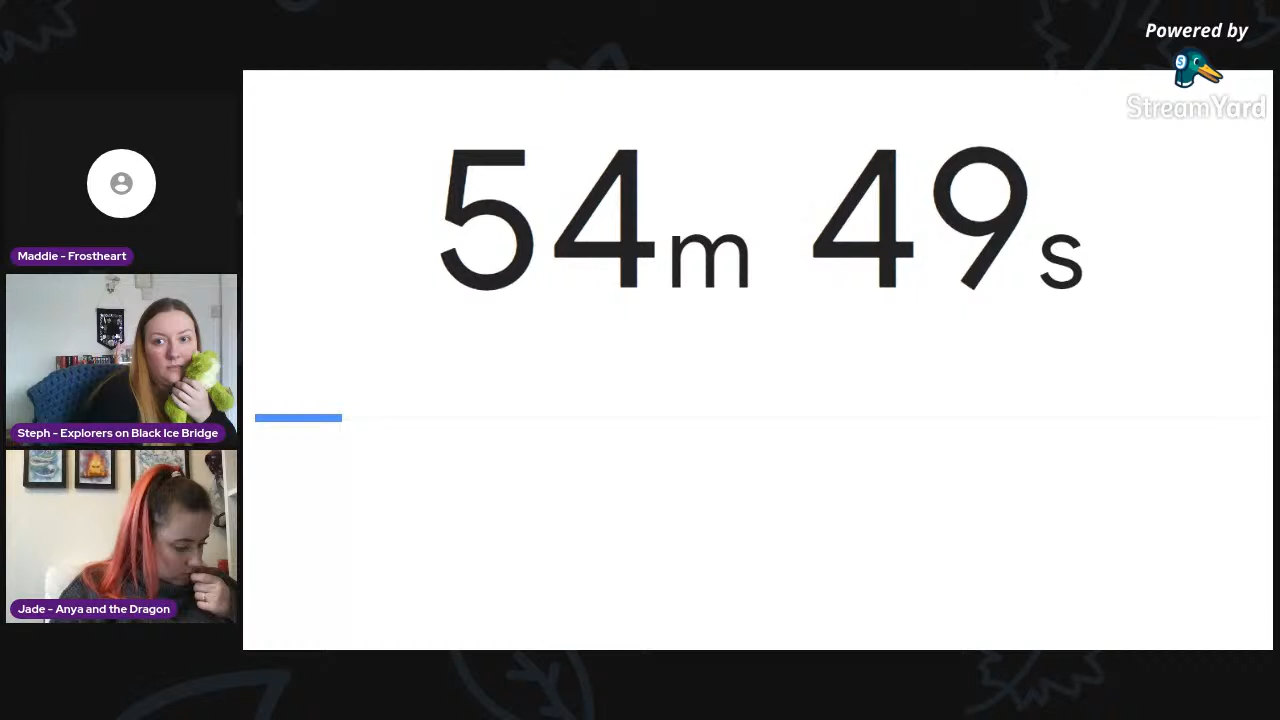 Powered by
StreamYard
54m 49s
Maddie - Frostheart
Steph - Explorers on Black Ice Bridge
Jade - Anya and the Dragon